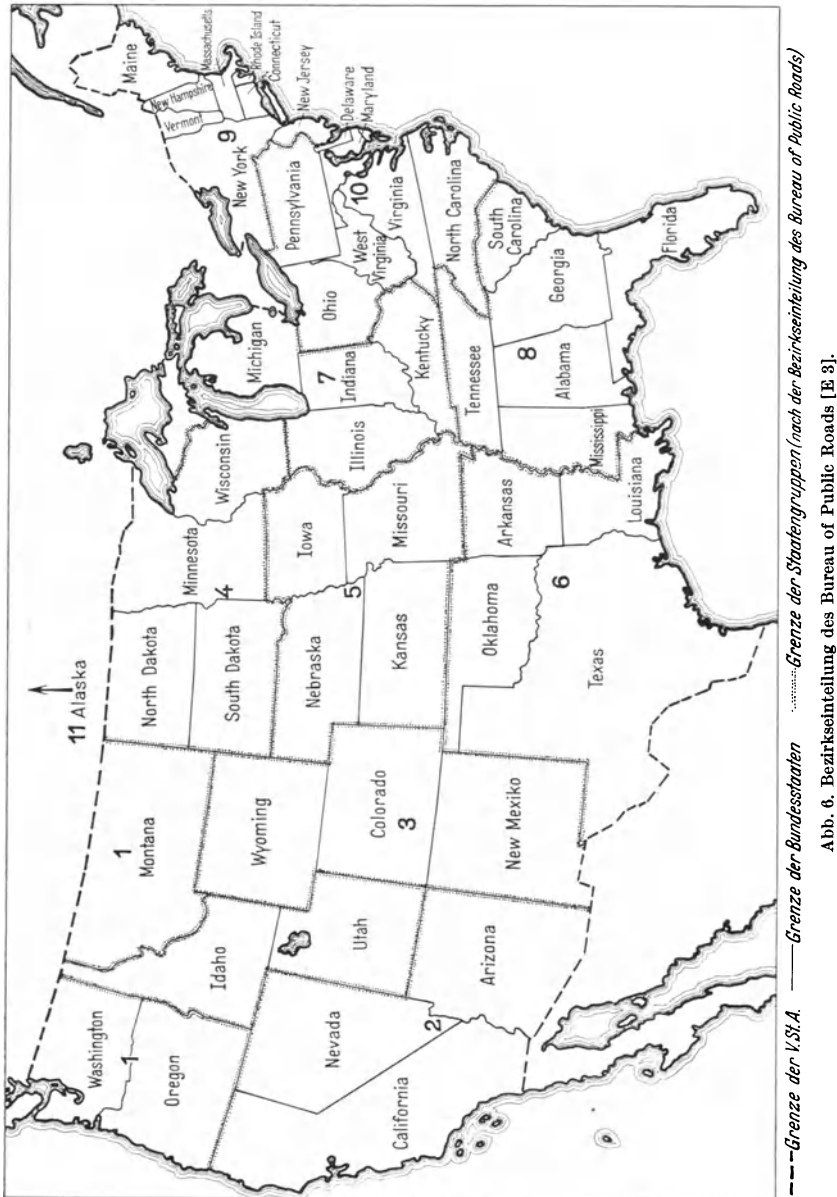 11 Alaska
Washington
1
Oregon
1
Montana
Idaho
Wyoming
Nevada
Utah
California
2
Arizona
Colorado
3
New Mexiko
North Dakota
South Dakota
Minnesota
4
Nebraska
Iowa
5
Kansas
Missouri
Oklahoma
6
Texas
Arkansas
Louisiana
Wisconsin
Michigan
Illinois
7
Indiana
Ohio
Kentucky
Tennessee
Mississippi
8
Alabama
Georgia
Florida
South
Carolina
North Carolina
West
Virginia
10
Virginia
Pennsylvania
New York
9
Vermont
New Hampshire
Maine
Massachusetts
Rhode Island
Connecticut
New Jersey
Delaware
Maryland
Grenze der V.St.A. Grenze der Bundesstaaten Grenze der Staatengruppen (nach der Bezirkseinteilung des Bureau of Public Roads)
Abb. 6. Bezirkseinteilung des Bureau of Public Roads [E 3].